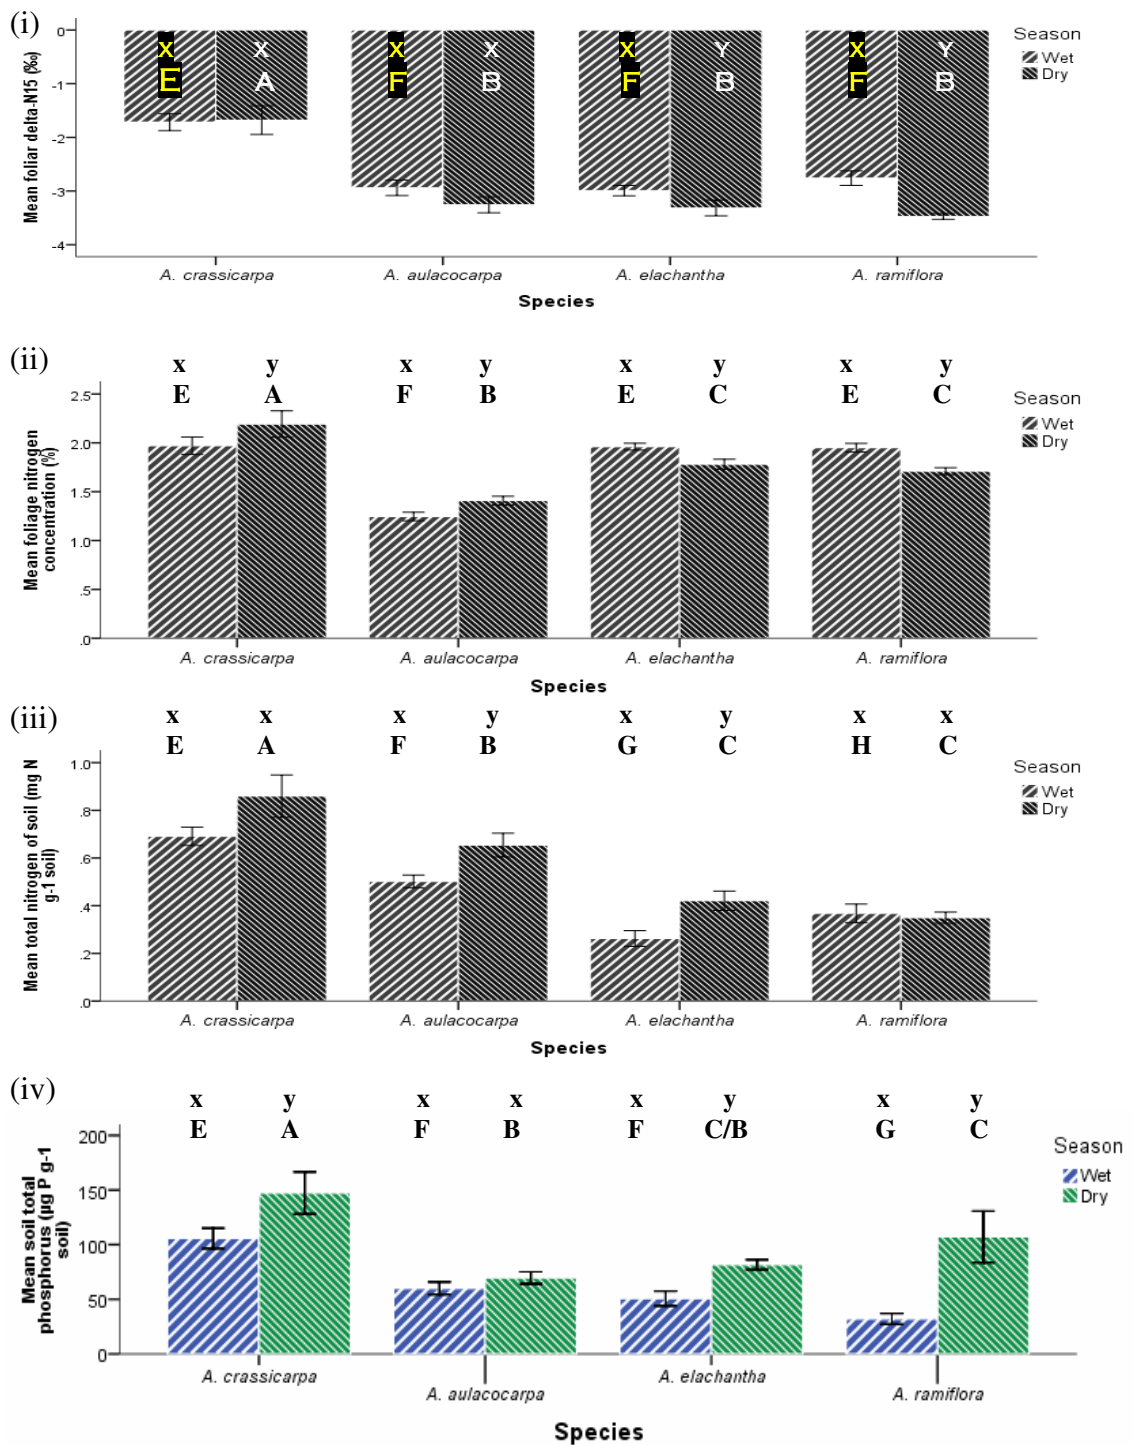 (i)
0
-1
-2
-3
-4
Mean foliar delta-N15 (‰)
X X X X X Y X Y
E A F B F B F B
Season
Wet
Dry
A. crassicarpa A. aulacocarpa A. elachantha A. ramiflora
Species
(ii)
x y x y x y x y
E A F B E C E C
2.5
2.0
1.5
1.0
.5
.0
Mean foliage nitrogen
concentration (%)
Season
Wet
Dry
A. crassicarpa A. aulacocarpa A. elachantha A. ramiflora
Species
(iii)
x x x y x y x x
E A F B G C H C
1.0
.8
.6
.4
.2
.0
Mean total nitrogen of soil (mg N
g-1 soil)
Season
Wet
Dry
A. crassicarpa A. aulacocarpa A. elachantha A. ramiflora
Species
(iv)
x y x x x y x y
E A F B F C/B G C
200
150
100
50
0
Mean soil total
phosphorus (µg P g-1
soil)
Season
Wet
Dry
A. crassicarpa A. aulacocarpa A. elachantha A. ramiflora
Species